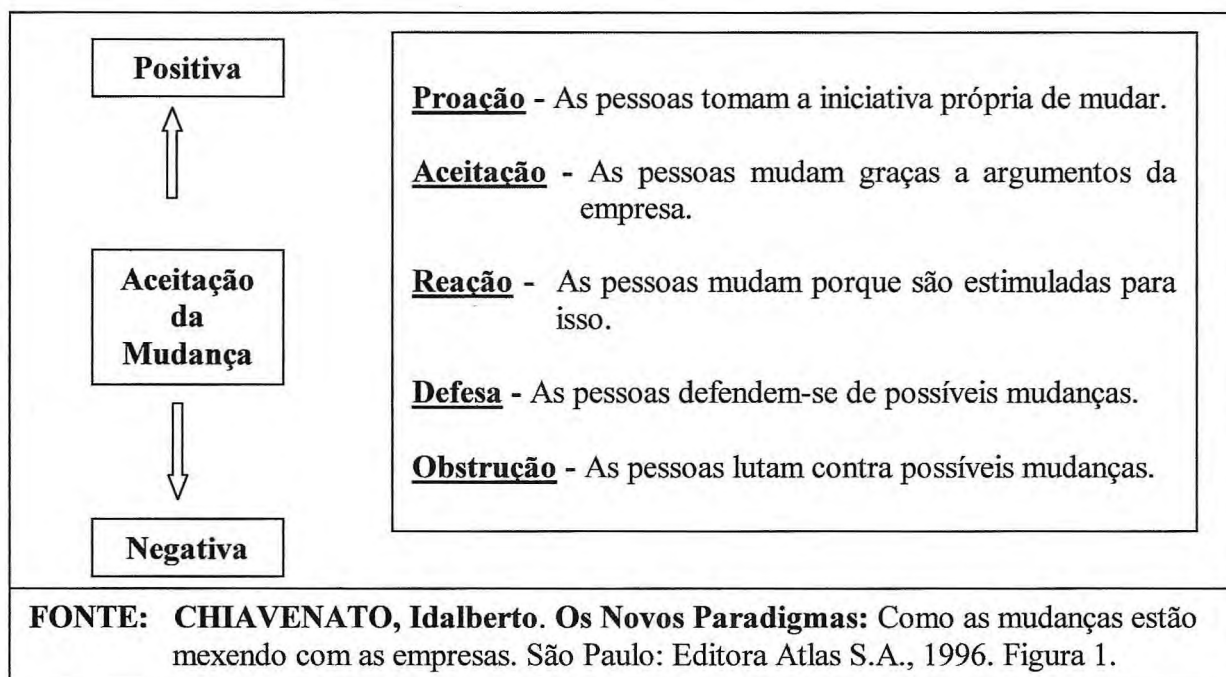 Positiva
Aceitação
da
Mudança
Negativa
Proação - As pessoas tomam a iniciativa própria de mudar.
Aceitação - As pessoas mudam graças a argumentos da
empresa.
Reação - As pessoas mudam porque são estimuladas para
isso.
Defesa - As pessoas defendem-se de possíveis mudanças.
Obstrução - As pessoas lutam contra possíveis mudanças.
FONTE: CHIAVENATO, Idalberto. Os Novos Paradigmas: Como as mudanças estão
mexendo com as empresas. São Paulo: Editora Atlas S.A., 1996. Figura 1.